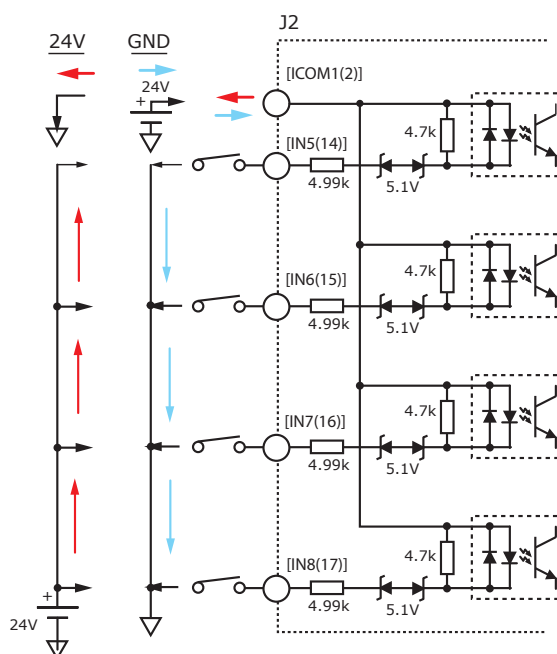 J2
24V GND
24V
+
[ICOM1(2)]
4.7k
[IN5(14)]
4.99k
5.1V
4.7k
[IN6(15)]
4.99k
5.1V
4.7k
[IN7(16)]
4.99k
5.1V
4.7k
[IN8(17)]
4.99k
5.1V
+
24V